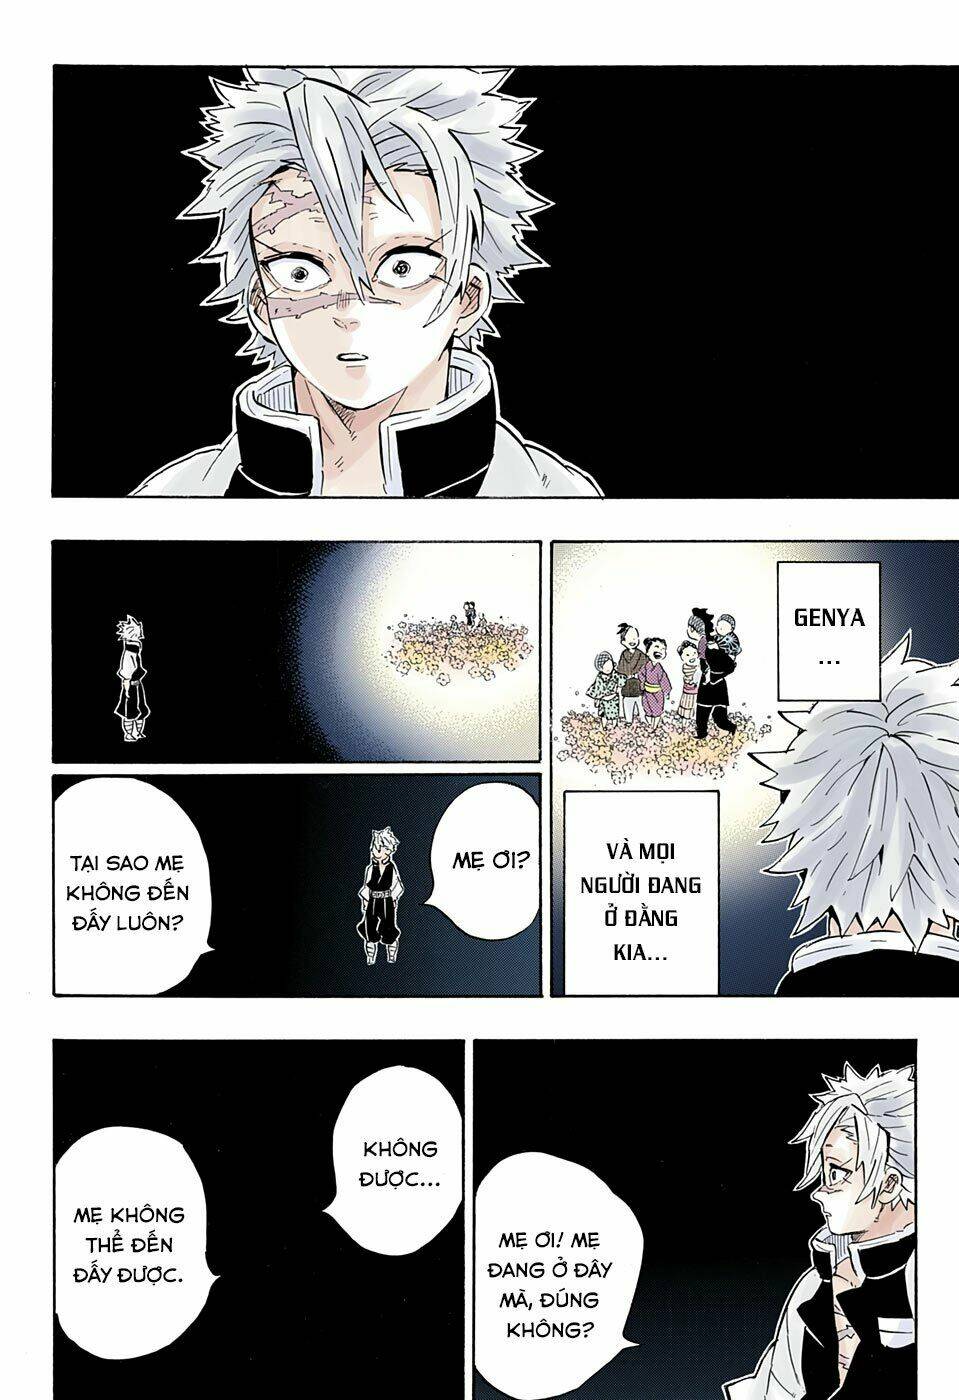 GENYA
...
VÀ MỌI
NGƯỜI ĐANG
Ở ĐẰNG
KIA...
MẸ ƠI?
TẠI SAO MẸ
KHÔNG ĐẾN
ĐẤY LUÔN?
MẸ ƠI! MẸ
ĐANG Ở ĐÂY
MÀ, ĐÚNG
KHÔNG?
KHÔNG
ĐƯỢC...
MẸ KHÔNG
THỂ ĐẾN
ĐẤY ĐƯỢC.